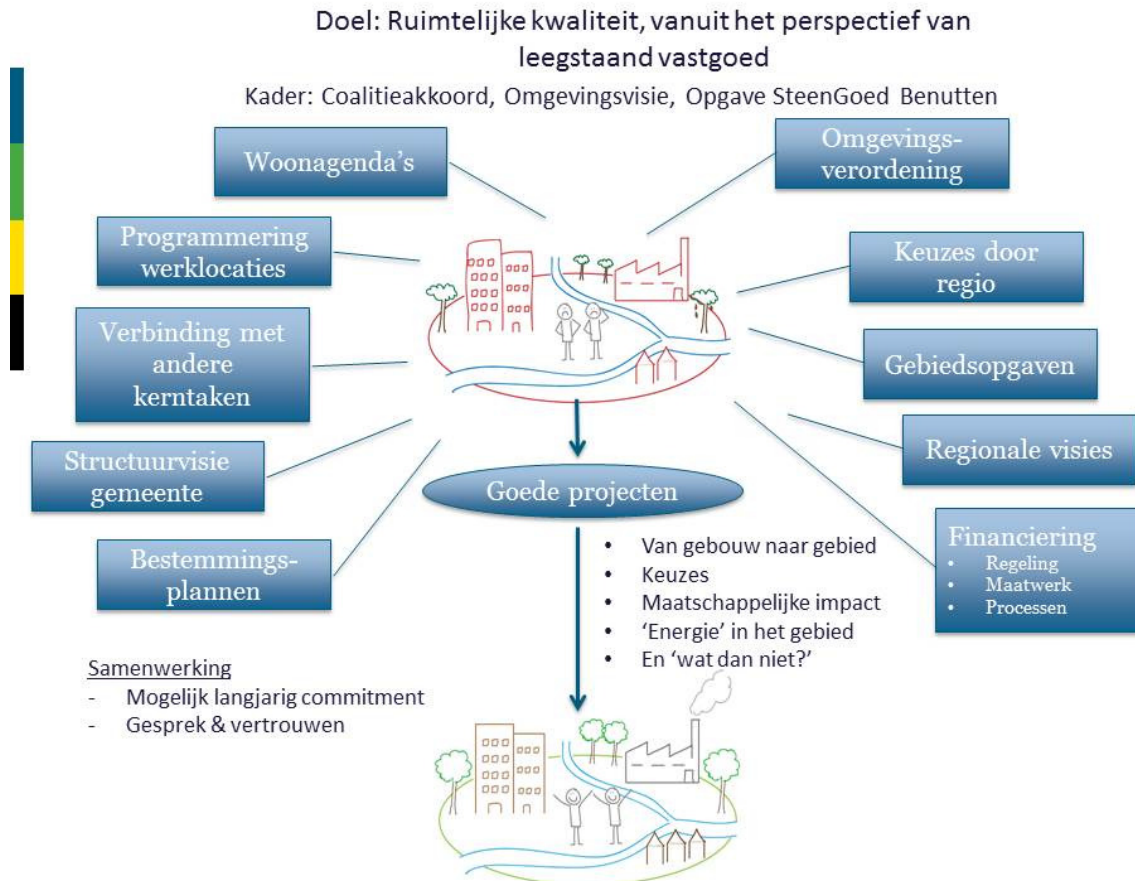 Doel: Ruimtelijke kwaliteit, vanuit het perspectief van
leegstaand vastgoed
Kader: Coalitieakkoord, Omgevingsvisie, Opgave SteenGoed Benutten
Woonagenda's
Omgevings-
verordening
Programmering
werklocaties
Keuzes door
regio
Verbinding met
andere
kerntaken
Gebiedsopgaven
Structuurvisie
gemeente
Regionale visies
Goede projecten
Bestemmings-
plannen
Financiering
• Regeling
• Maatwerk
• Processen
• Van gebouw naar gebied
• Keuzes
• Maatschappelijke impact
• ‘Energie’ in het gebied
• En ‘wat dan niet?’
Samenwerking
- Mogelijk langjarig commitment
- Gesprek & vertrouwen